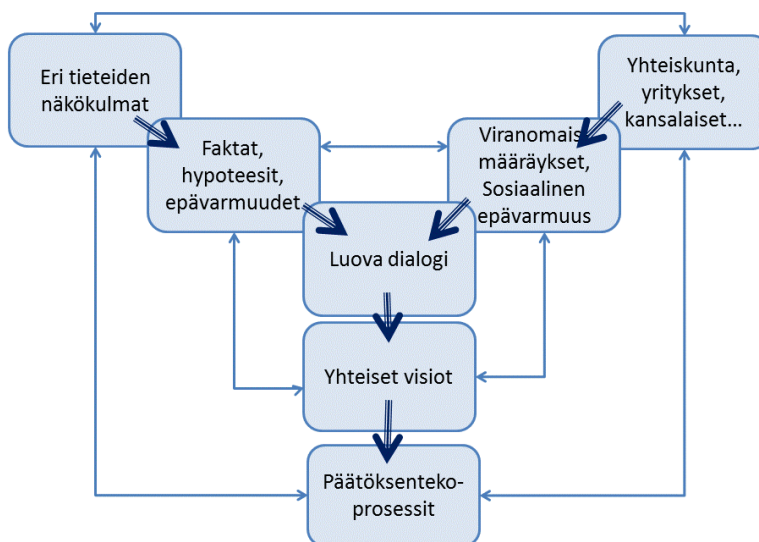 Eri tieteiden
näkökulmat
Yhteiskunta,
yritykset,
kansalaiset...
Faktat,
hypoteesit,
epävarmuudet
Viranomais
määräykset,
Sosiaalinen
epävarmuus
Luova dialogi
Yhteiset visiot
Päätöksenteko-
prosessit